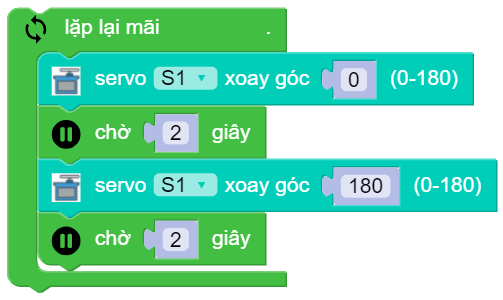 lặp lại mãi .
servo S1 xoay góc 0 (0-180)
chờ 2 giây
servo S1 xoay góc 180 (0-180)
chờ 2 giây